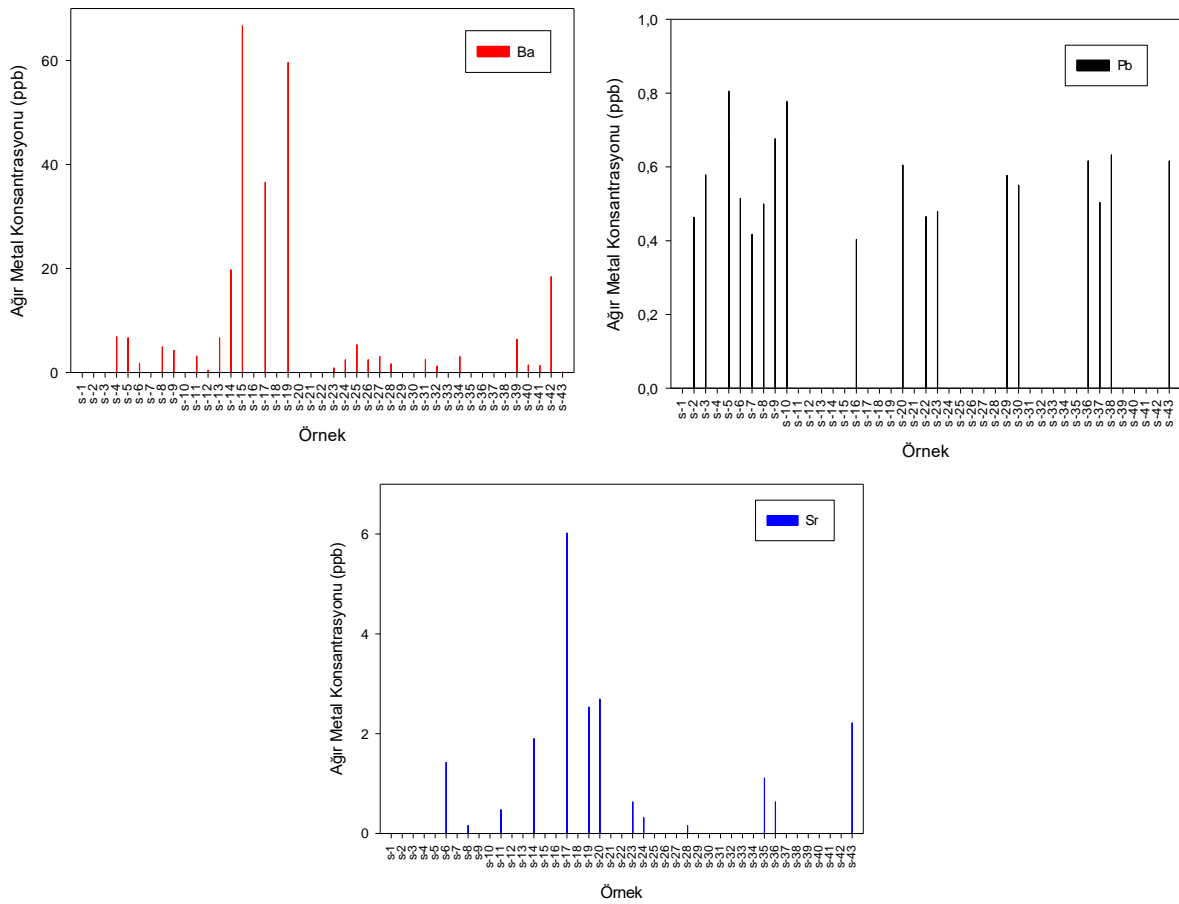 Ağır Metal Konsantrasyonu (ppb)
60
40
20
0
Ba
s-1 s-2 s-3 s-4 s-5 s-6 s-7 s-8 s-9 s-10 s-11 s-12 s-13 s-14 s-15 s-16 s-17 s-18 s-19 s-20 s-21 s-22 s-23 s-24 s-25 s-26 s-27 s-28 s-29 s-30 s-31 s-32 s-33 s-34 s-35 s-36 s-37 s-38 s-39 s-40 s-41 s-42 s-43
Örnek
Ağır Metal Konsantrasyonu (ppb)
1,0
0,8
0,6
0,4
0,2
0,0
Pb
s-1 s-2 s-3 s-4 s-5 s-6 s-7 s-8 s-9 s-10 s-11 s-12 s-13 s-14 s-15 s-16 s-17 s-18 s-19 s-20 s-21 s-22 s-23 s-24 s-25 s-26 s-27 s-28 s-29 s-30 s-31 s-32 s-33 s-34 s-35 s-36 s-37 s-38 s-39 s-40 s-41 s-42 s-43
Örnek
Ağır Metal Konsantrasyonu (ppb)
6
4
2
0
Sr
s-1 s-2 s-3 s-4 s-5 s-6 s-7 s-8 s-9 s-10 s-11 s-12 s-13 s-14 s-15 s-16 s-17 s-18 s-19 s-20 s-21 s-22 s-23 s-24 s-25 s-26 s-27 s-28 s-29 s-30 s-31 s-32 s-33 s-34 s-35 s-36 s-37 s-38 s-39 s-40 s-41 s-42 s-43
Örnek